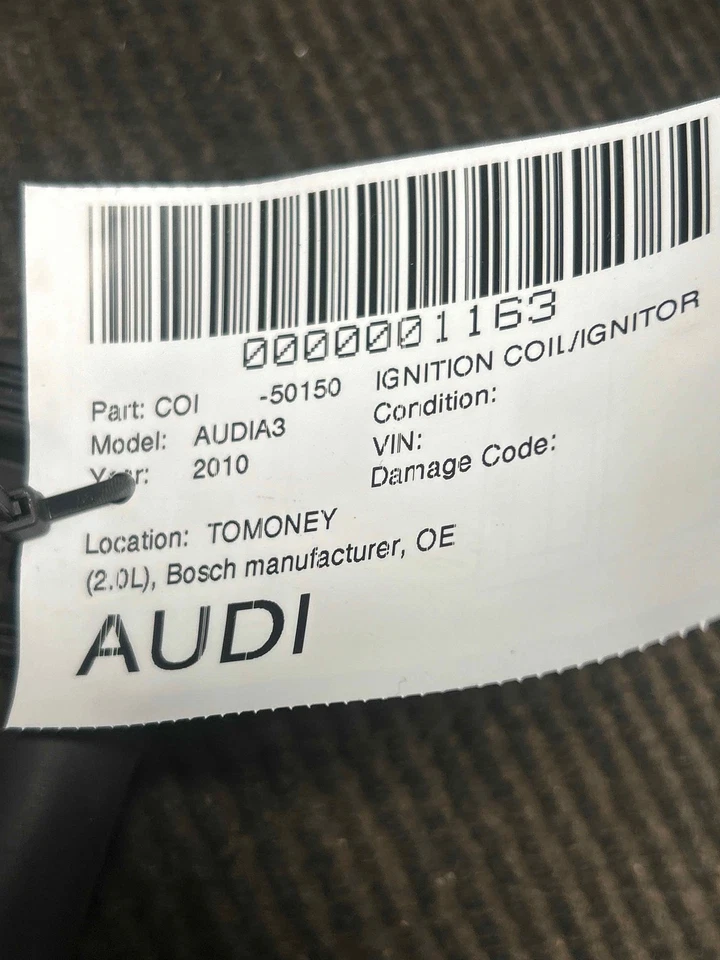 0000001163
Part: COI -50150 IGNITION COIL/IGNITOR
Model: AUDIA3 Condition:
Year: 2010 VIN:
Damage Code:
Location: TOMONEY
(2.0L), Bosch manufacturer, OE
AUDI